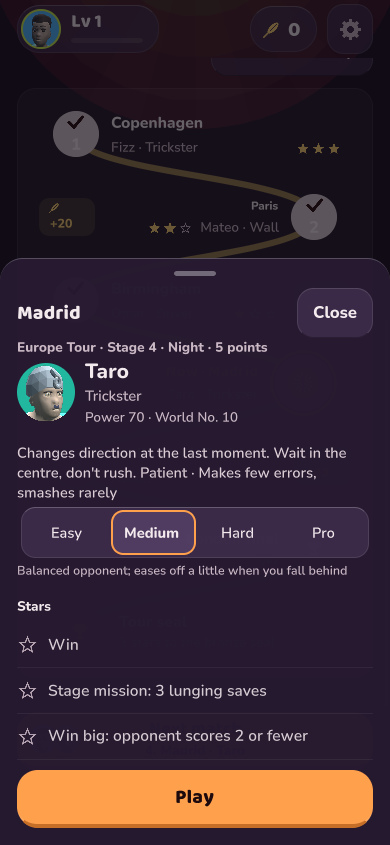 Lv 1
0
Copenhagen
1
Fizz · Trickster
Paris
+20
Mateo · Wall
2
Madrid
Close
Europe Tour · Stage 4 · Night · 5 points
Taro
Trickster
Power 70 · World No. 10
Changes direction at the last moment. Wait in the
centre, don't rush. Patient · Makes few errors,
smashes rarely
Easy
Medium
Hard
Pro
Balanced opponent; eases off a little when you fall behind
Stars
Win
Stage mission: 3 lunging saves
Win big: opponent scores 2 or fewer
Play